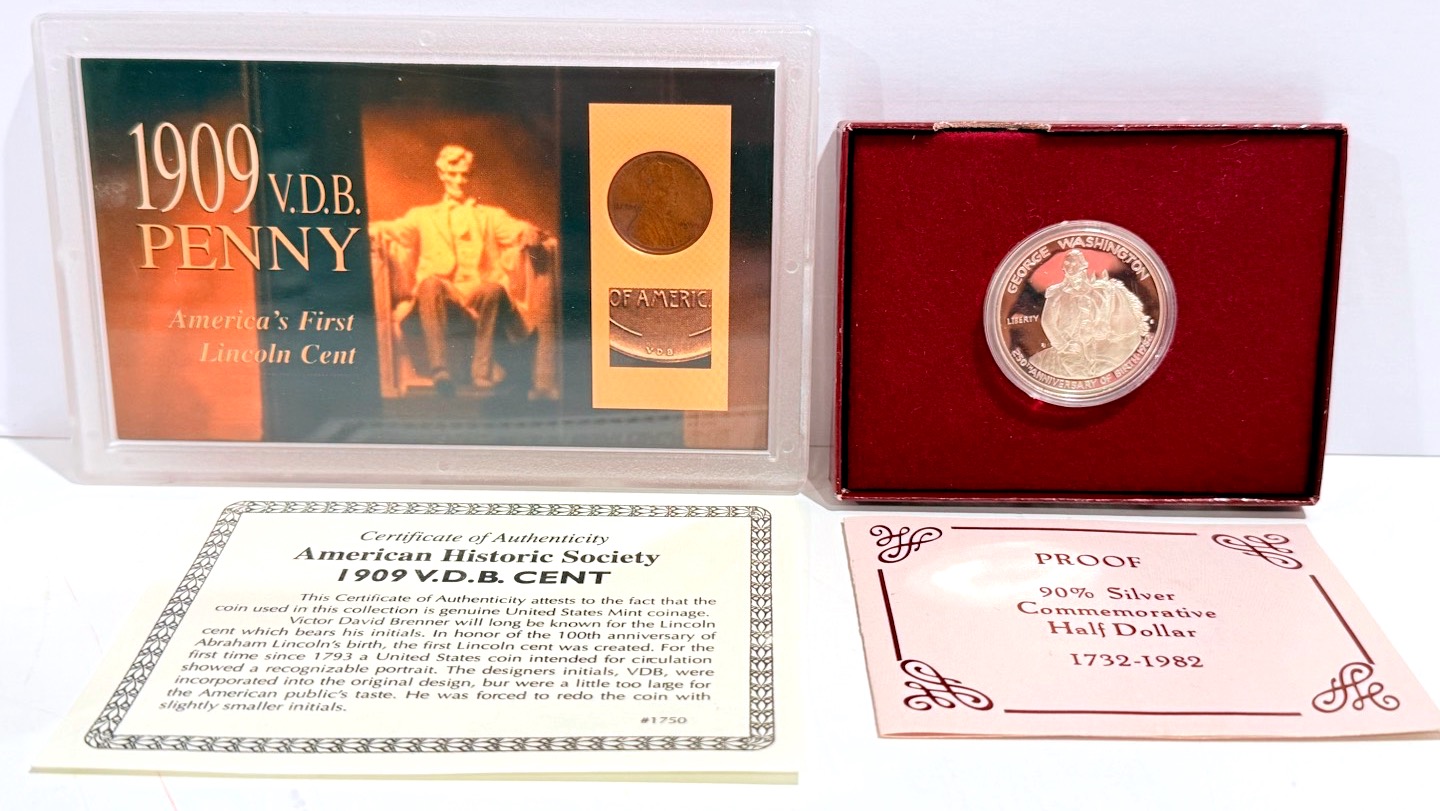 1909 V.D.B.
PENNY
America's First
Lincoln Cent
OF AMERIC
V.D.B
GEORGE WASHINGTON
LIBERTY
250TH ANNIVERSARY OF BIRTH 1982
Certificate of Authenticity
American Historic Society
1909 V.D.B. CENT
This Certificate of Authenticity attests to the fact that the
coin used in this collection is genuine United States Mint coinage.
Victor David Brenner will long be known for the Lincoln
cent which bears his initials. In honor of the 100th anniversary of
Abraham Lincoln's birth, the first Lincoln cent was created. For the
first time since 1793 a United States coin intended for circulation
showed a recognizable portrait. The designers initials, VDB, were
incorporated into the original design, but were a little too large for
the American public's taste. He was forced to redo the coin with
slightly smaller initials.
#1750
PROOF
90% Silver
Commemorative
Half Dollar
1732-1982